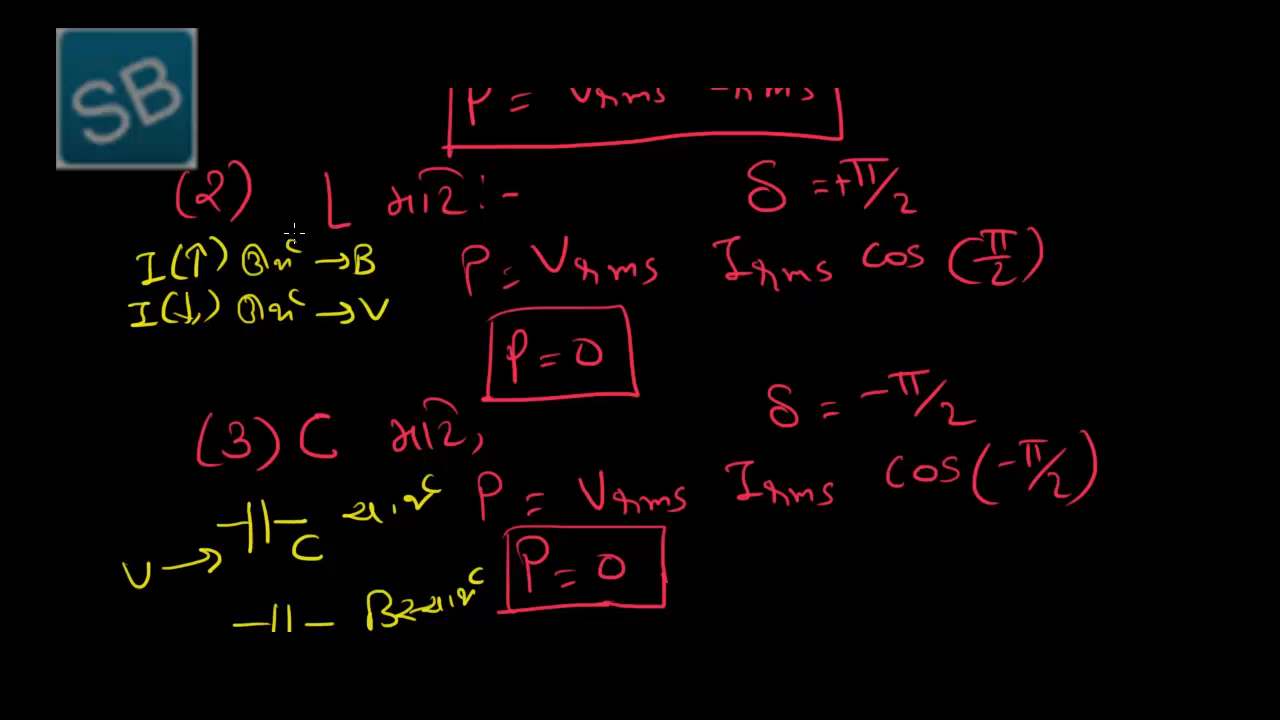 SB
P = Vrms Irms
(2) L માટે :- δ = +π/2
I(↑) ઊર્જા → B
P = Vrms Irms cos (π/2)
I(↓) ઊર્જા → V
P = 0
δ = -π/2
(3) C માટે,
P = Vrms Irms cos(-π/2)
C
V →
P = 0
B